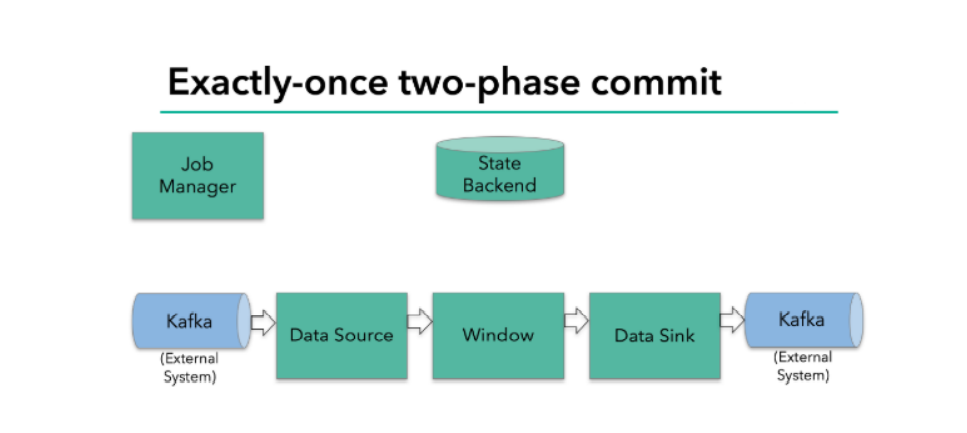 Exactly-once two-phase commit
Job
Manager
State
Backend
Kafka
(External
System)
Data Source
Window
Data Sink
Kafka
(External
System)